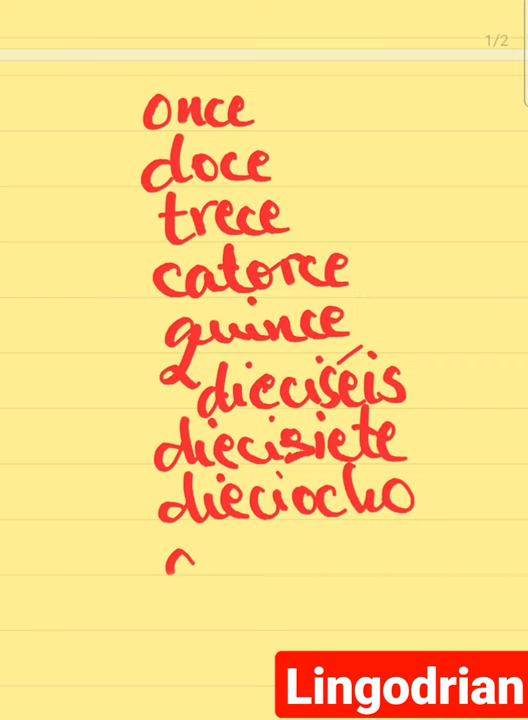 1/2
once
doce
trece
catorce
quince
dieciséis
diecisiete
dieciocho
Lingodrian